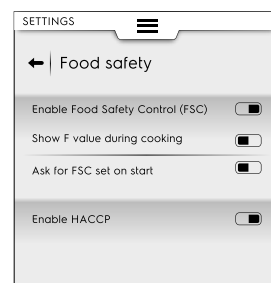 SETTINGS
Food safety
Enable Food Safety Control (FSC)
Show F value during cooking
Ask for FSC set on start
Enable HACCP